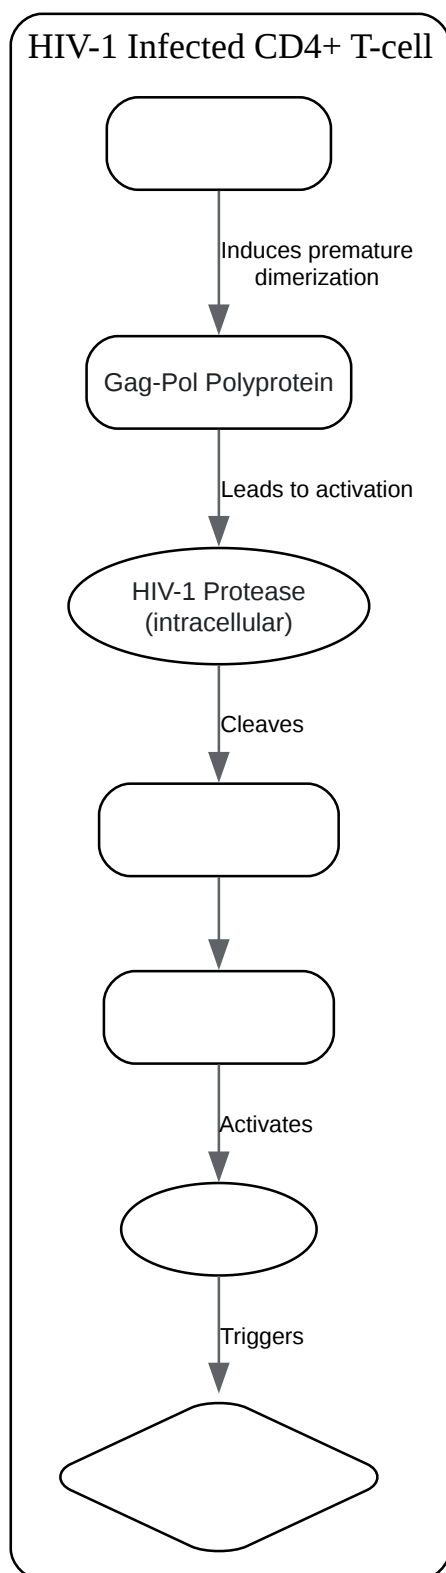 HIV-1 Infected CD4+ T-cell
Induces premature
dimerization
Gag-Pol Polyprotein
Leads to activation
HIV-1 Protease
(intracellular)
Cleaves
Activates
Triggers